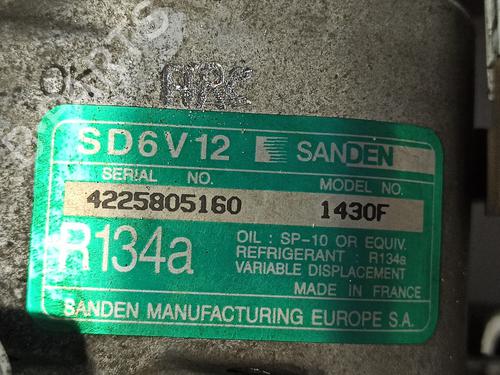 OK
SD6V12 SANDEN
SERIAL NO. MODEL NO.
4225805160 1430F
R134a
OIL : SP-10 OR EQUIV.
REFRIGERANT : R134a
VARIABLE DISPLACEMENT
MADE IN FRANCE
SANDEN MANUFACTURING EUROPE S.A.